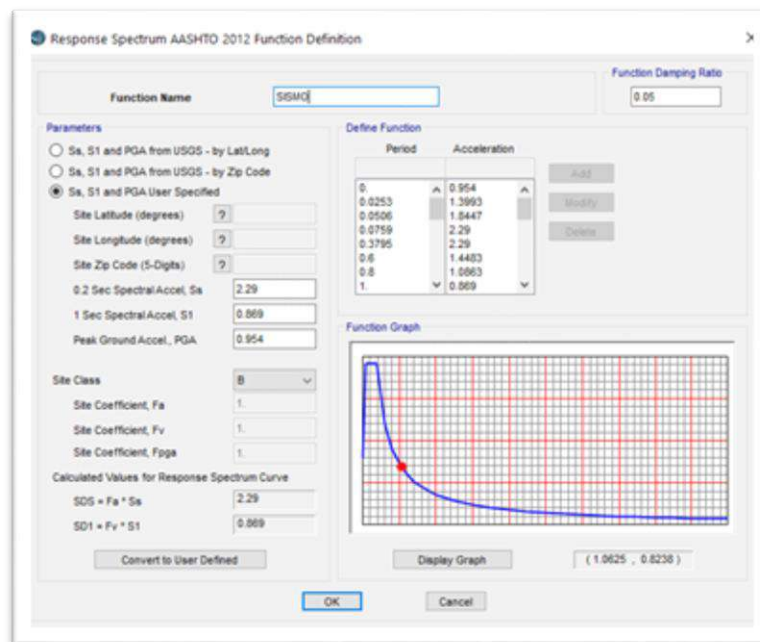 Response Spectrum AASHTO 2012 Function Definition
Function Name
SISMO
Function Damping Ratio
0.05
Parameters
Ss, S1 and PGA from USGS - by Lat/Long
Ss, S1 and PGA from USGS - by Zip Code
Ss, S1 and PGA User Specified
Site Latitude (degrees) ?
Site Longitude (degrees) ?
Site Zip Code (5-Digits) ?
0.2 Sec Spectral Accel, Ss 2.29
1 Sec Spectral Accel, S1 0.869
Peak Ground Accel., PGA 0.954
Site Class B
Site Coefficient, Fa 1.
Site Coefficient, Fv 1.
Site Coefficient, Fpga 1.
Calculated Values for Response Spectrum Curve
SDS = Fa * Ss 2.29
SD1 = Fv * S1 0.869
Convert to User Defined
Define Function
Period Acceleration
0. 0.954
0.0253 1.3993
0.0506 1.8447
0.0759 2.29
0.3795 2.29
0.6 1.4483
0.8 1.0863
1. 0.869
Add
Modify
Delete
Function Graph
Display Graph
( 1.0625 , 0.8238 )
OK
Cancel